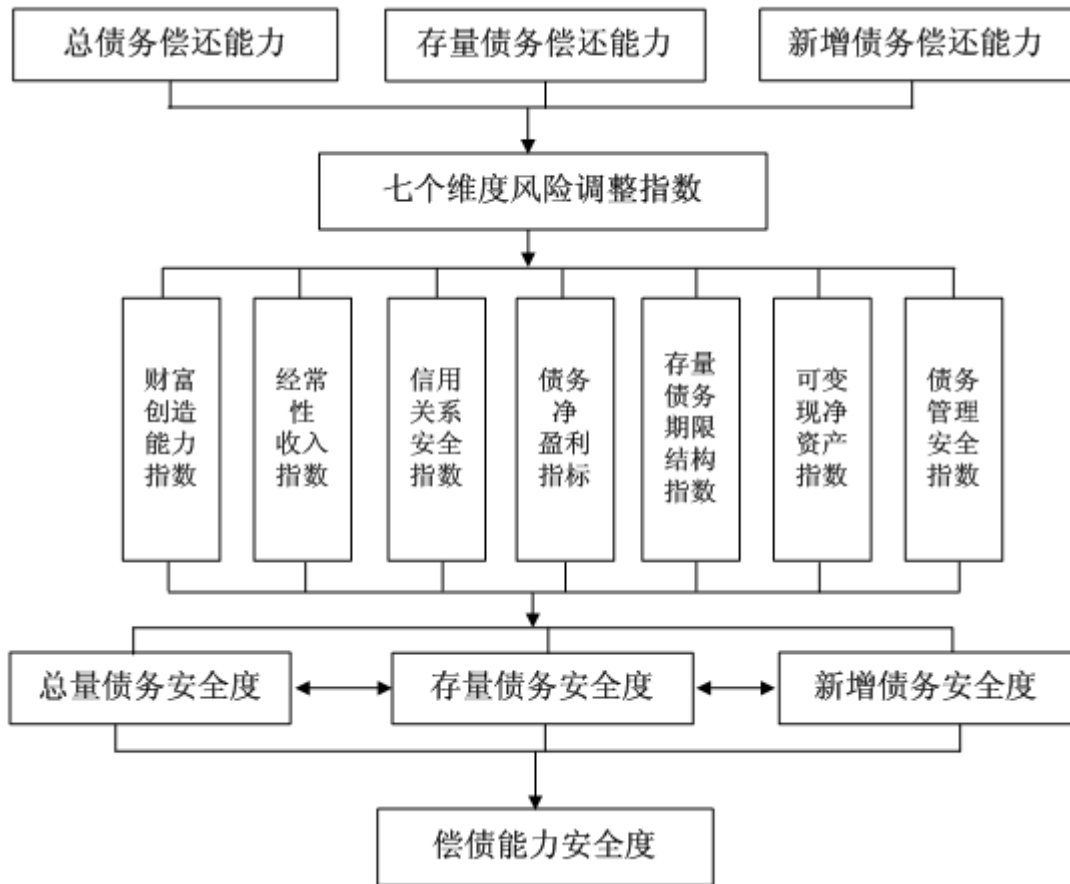 总债务偿还能力
存量债务偿还能力
新增债务偿还能力
七个维度风险调整指数
财富
创造
能力
指数
经常
性
收入
指数
信用
关系
安全
指数
债务
净
盈利
指标
存量
债务
期限
结构
指数
可变
现净
资产
指数
债务
管理
安全
指数
总量债务安全度
存量债务安全度
新增债务安全度
偿债能力安全度